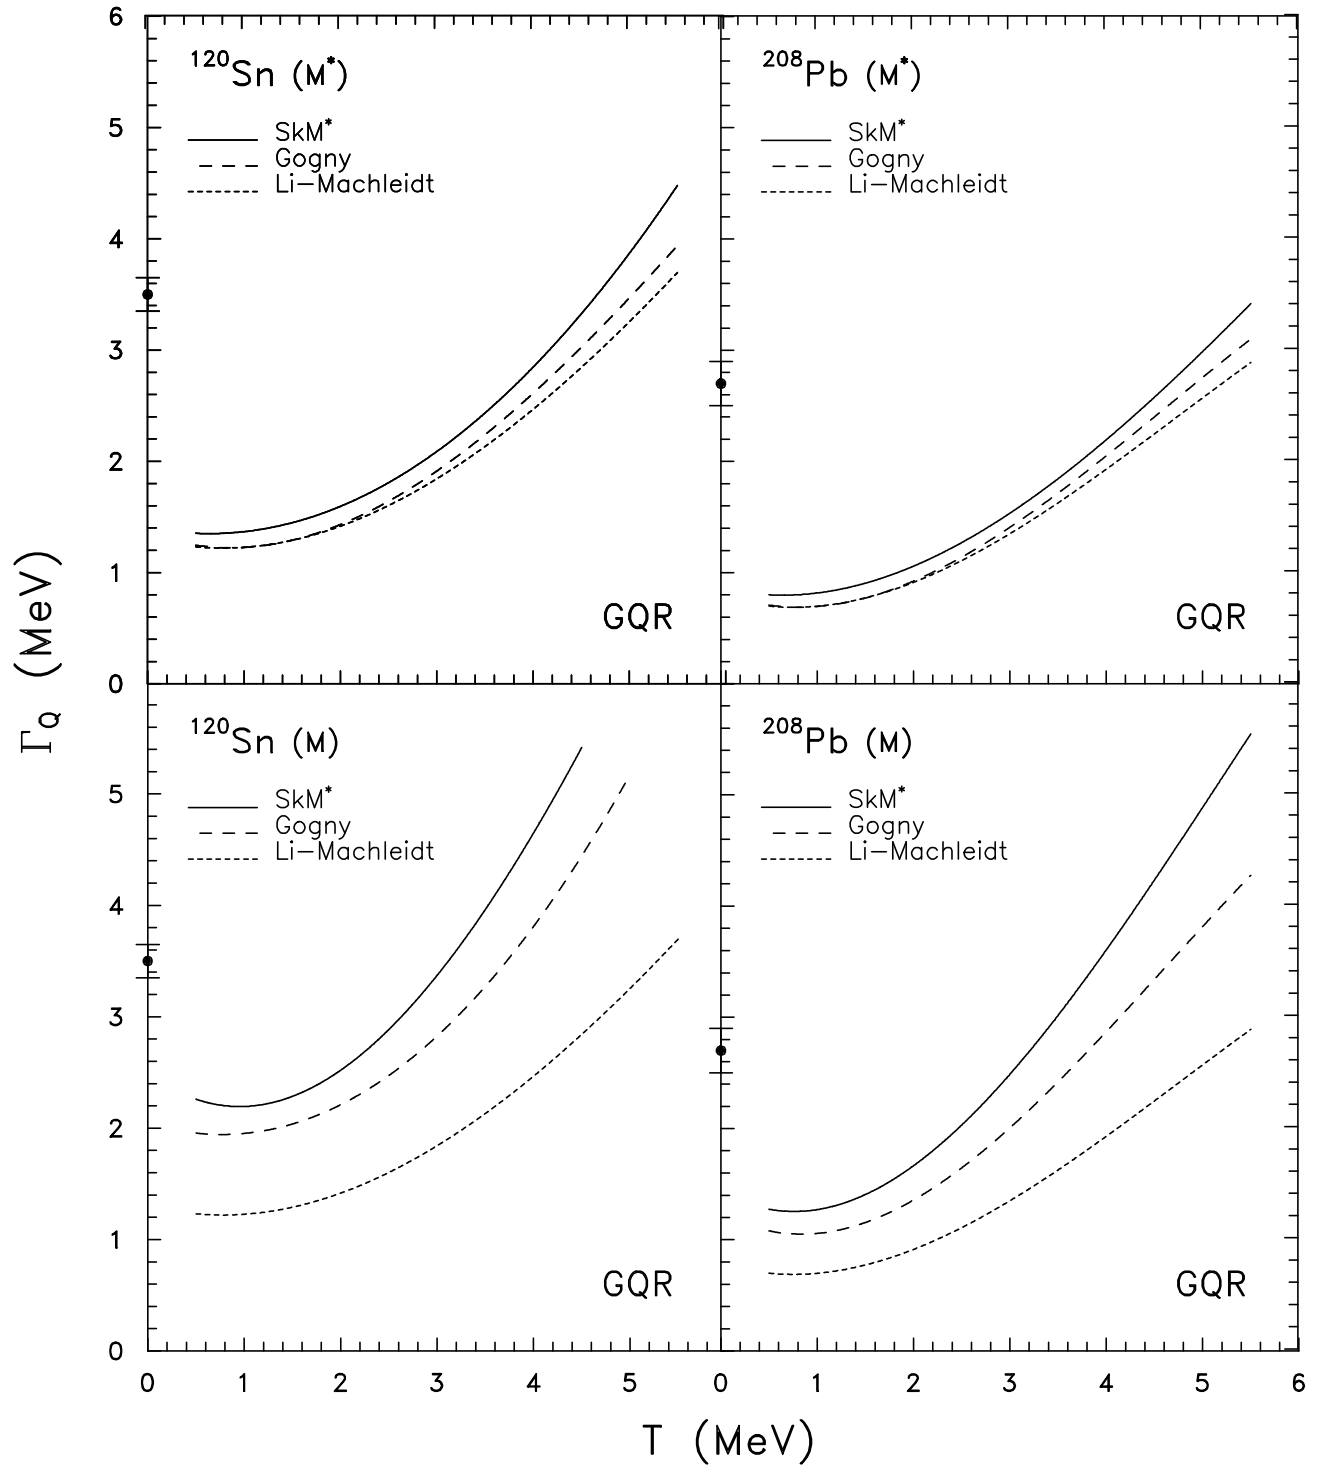 6
5
4
3
2
1
0
¹²⁰Sn (M*)
SkM*
Gogny
Li−Machleidt
GQR
²⁰⁸Pb (M*)
SkM*
Gogny
Li−Machleidt
GQR
Γ_Q (MeV)
5
4
3
2
1
0
¹²⁰Sn (M)
SkM*
Gogny
Li−Machleidt
GQR
²⁰⁸Pb (M)
SkM*
Gogny
Li−Machleidt
GQR
0 1 2 3 4 5 0 1 2 3 4 5 6
T (MeV)